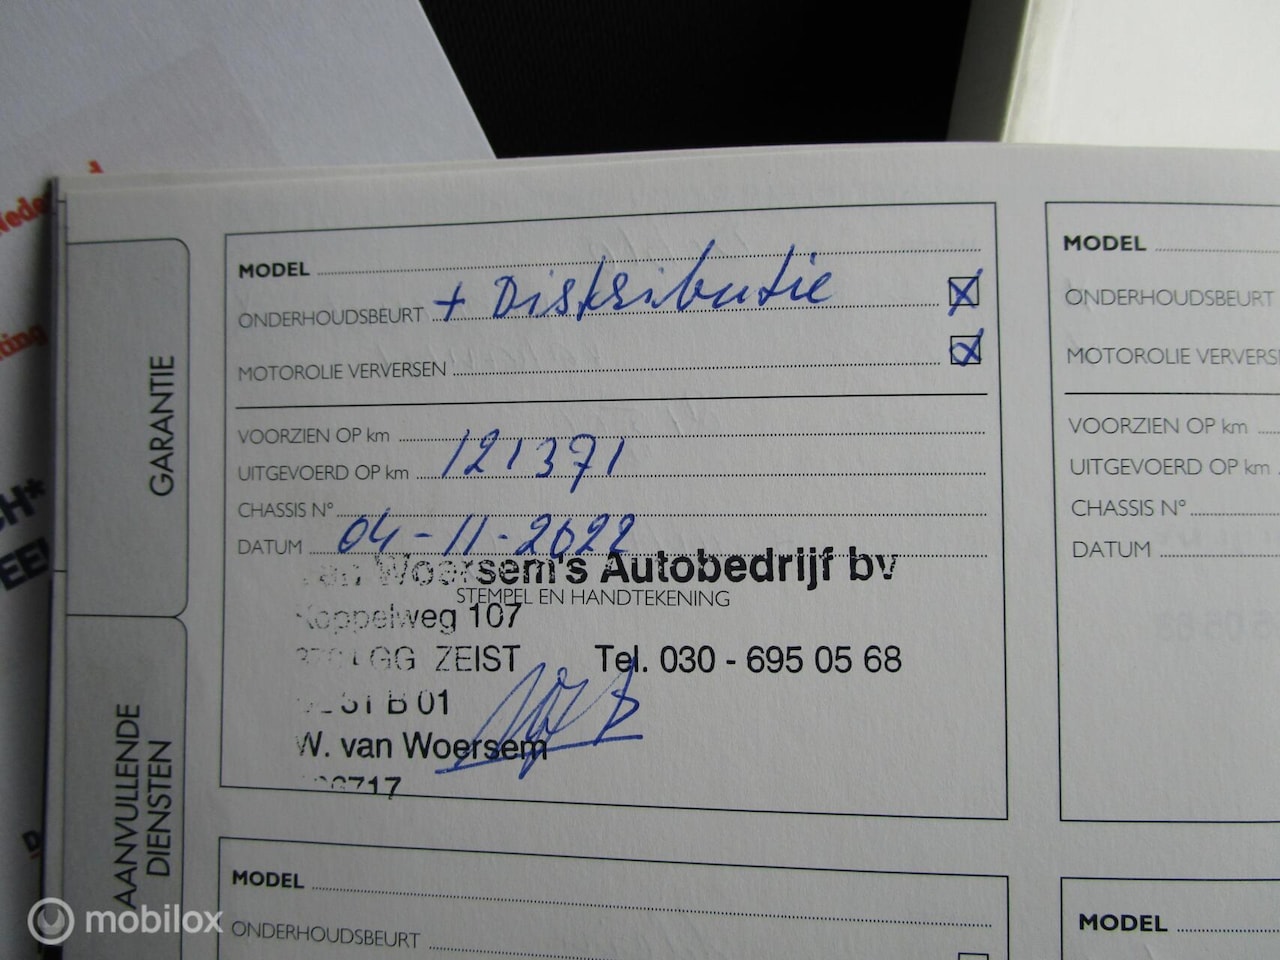 GARANTIE
AANVULLENDE
DIENSTEN
MODEL
ONDERHOUDSBEURT + Distributie
MOTOROLIE VERVERSEN
VOORZIEN OP km
UITGEVOERD OP km 121371
CHASSIS N°
DATUM 04-11-2022
van Woersem's Autobedrijf bv
STEMPEL EN HANDTEKENING
Koppelweg 107
GG ZEIST Tel. 030 - 695 05 68
B 01
W. van Woersem
MODEL
ONDERHOUDSBEURT
MOTOROLIE VERVERSE
VOORZIEN OP km
UITGEVOERD OP km
CHASSIS N°
DATUM
MODEL
ONDERHOUDSBEURT
MODEL
mobilox